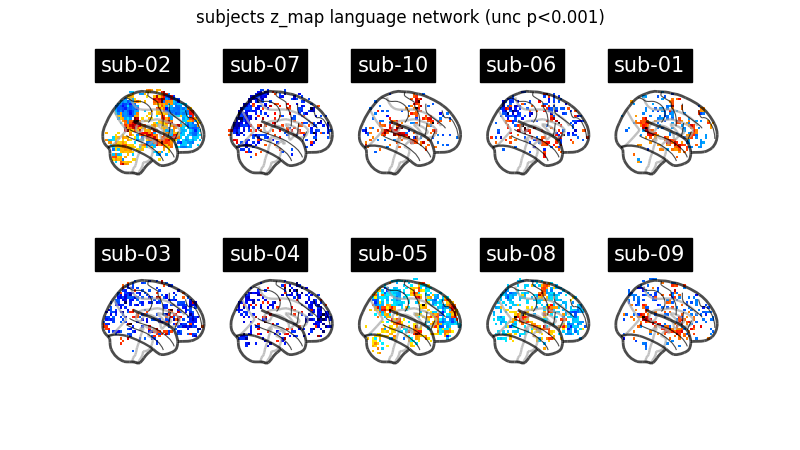 subjects z_map language network (unc p<0.001)
sub-02 sub-07 sub-10 sub-06 sub-01
sub-03 sub-04 sub-05 sub-08 sub-09